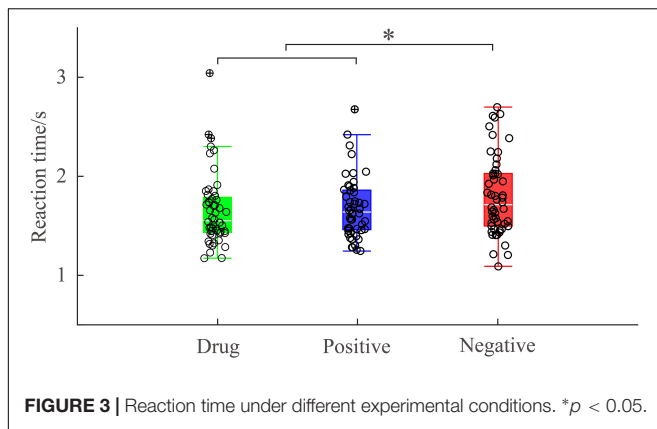 *
3
2
1
Reaction time/s
Drug Positive Negative
FIGURE 3 | Reaction time under different experimental conditions. *p < 0.05.